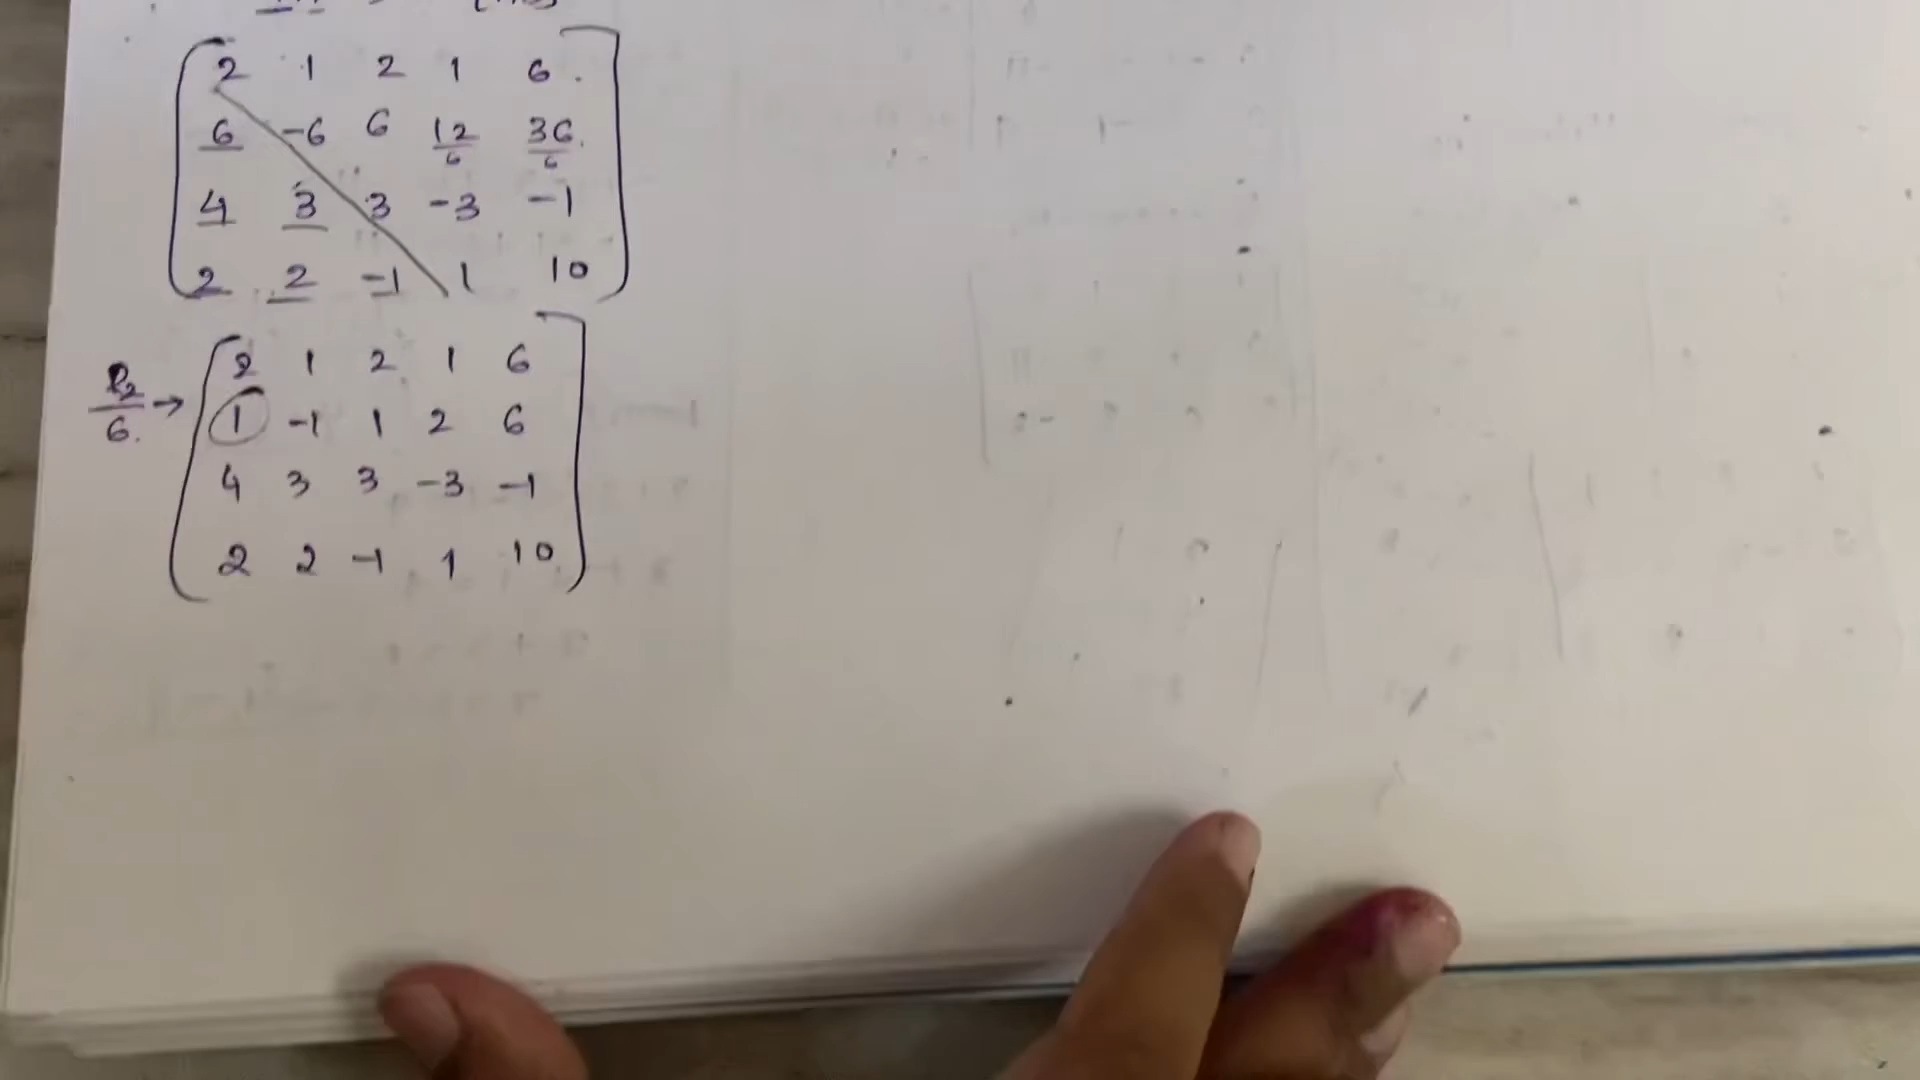 2 1 2 1 6
6 -6 6 12/6 36/6
4 3 3 -3 -1
2 2 -1 1 10
R2/6 → 2 1 2 1 6
1 -1 1 2 6
4 3 3 -3 -1
2 2 -1 1 10